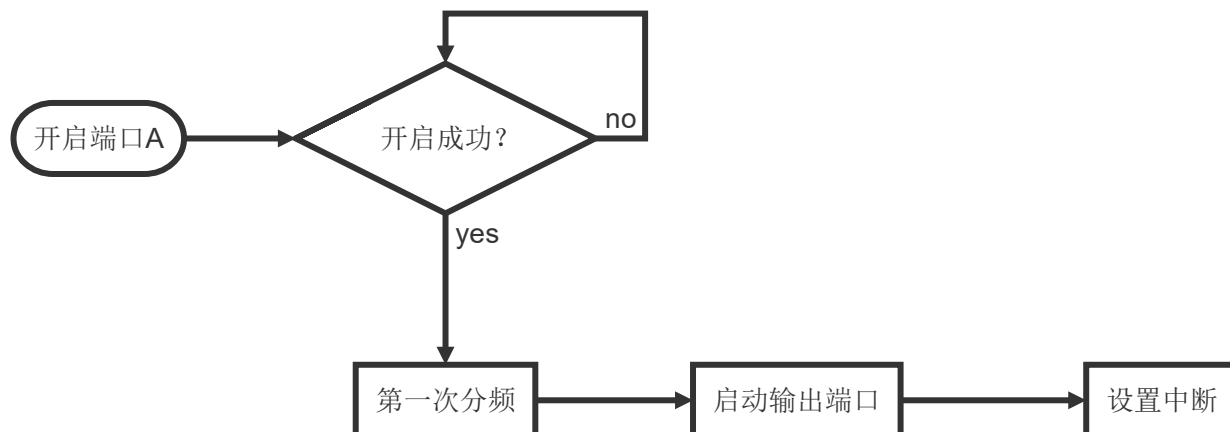 开启端口A
开启成功?
no
yes
第一次分频
启动输出端口
设置中断